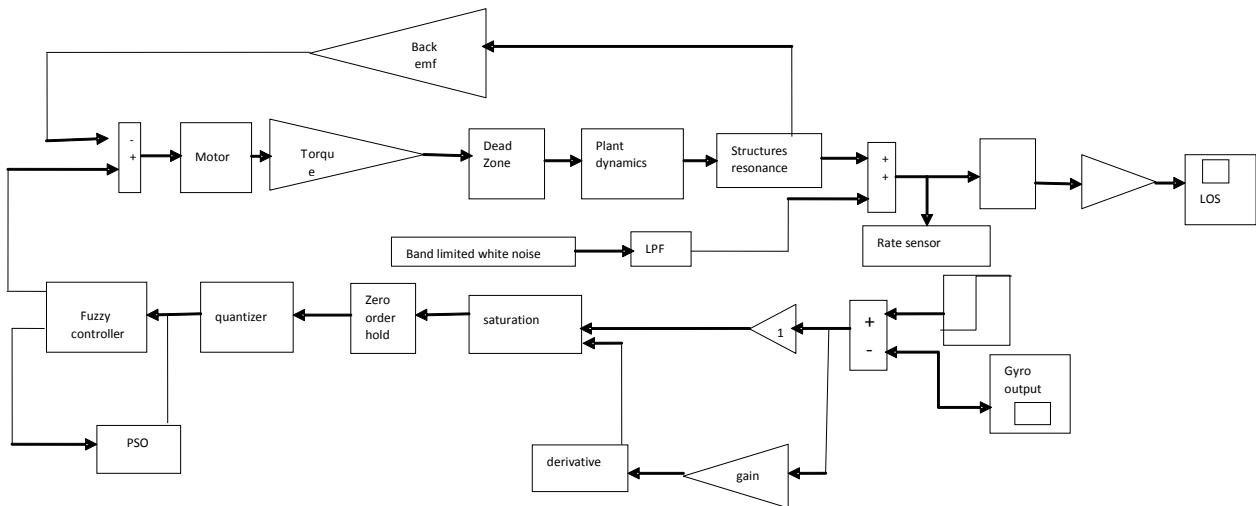 Back
emf
-
+
Motor
Torqu
e
Dead
Zone
Plant
dynamics
Structures
resonance
+
+
LOS
Rate sensor
Band limited white noise
LPF
Fuzzy
controller
quantizer
Zero
order
hold
saturation
1
+
-
Gyro
output
PSO
derivative
gain